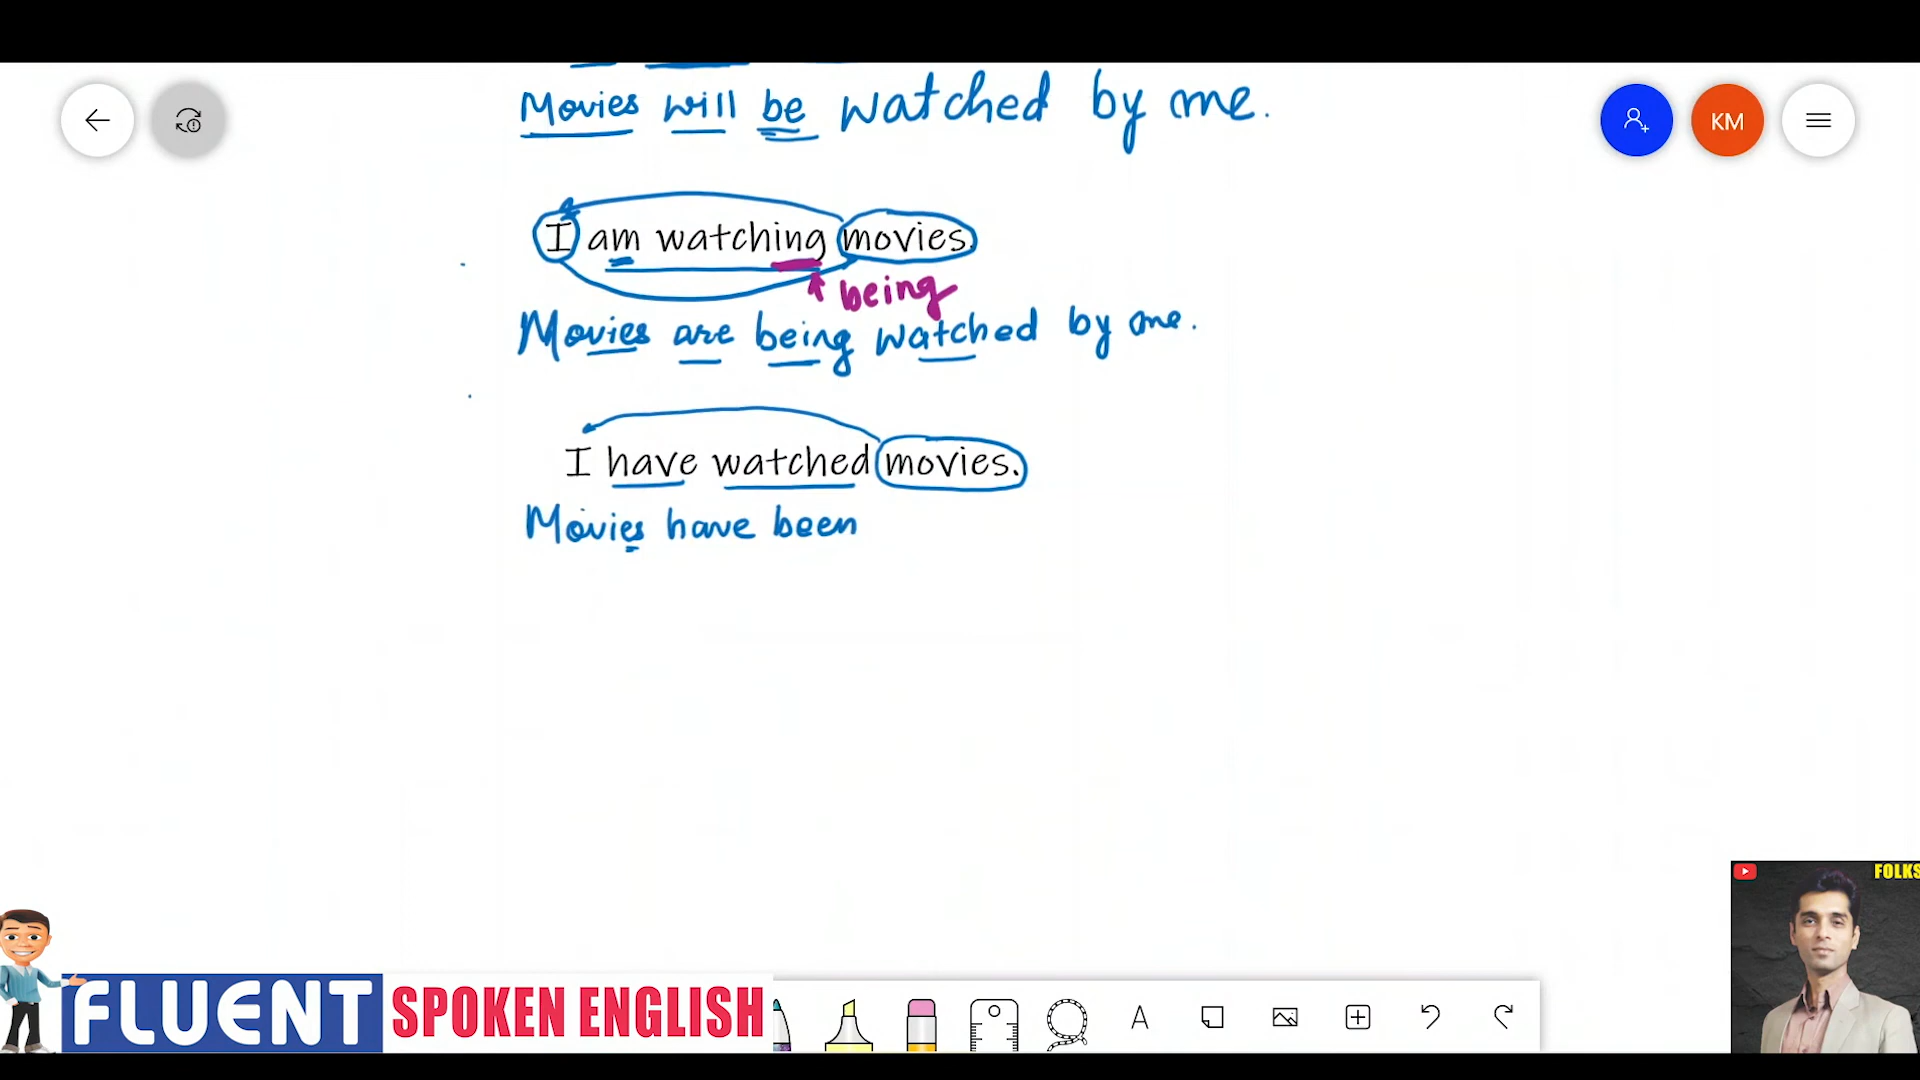 Movies will be watched by me.
KM
I am watching movies.
being
Movies are being watched by me.
I have watched movies.
Movies have been
FOLKS
FLUENT SPOKEN ENGLISH
A